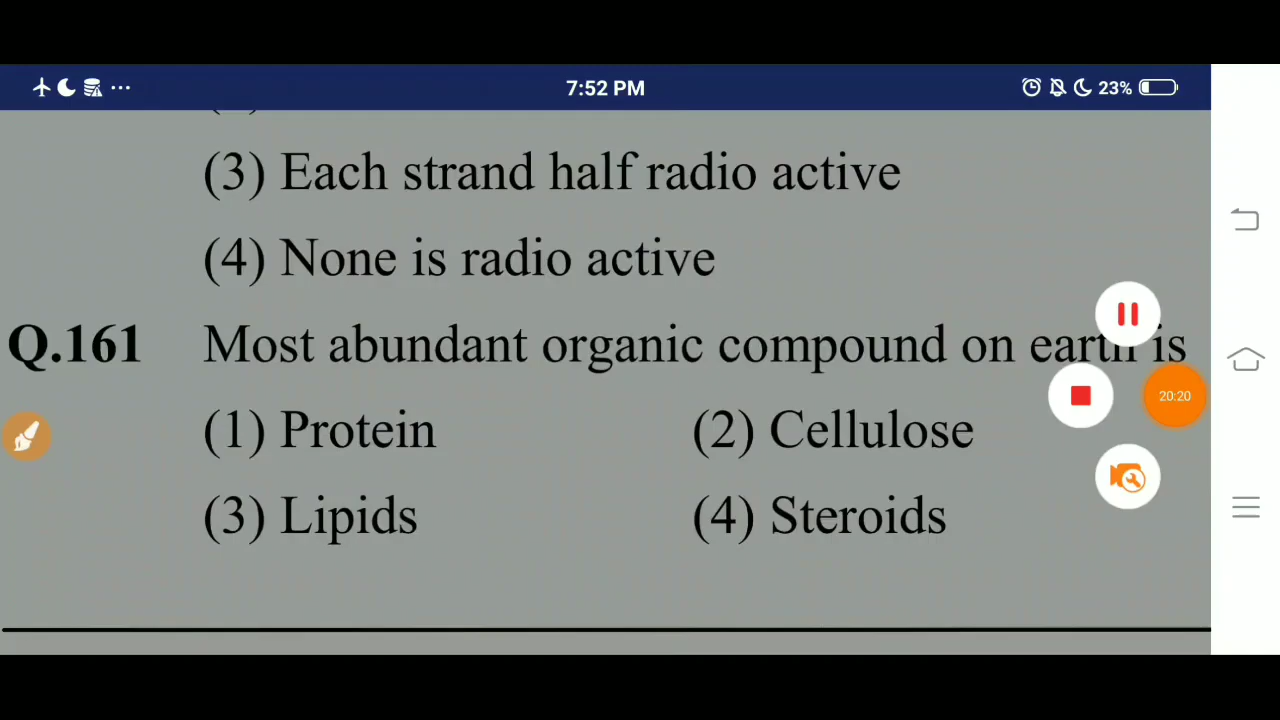 7:52 PM
23%
(3) Each strand half radio active
(4) None is radio active
Q.161 Most abundant organic compound on earth is
(1) Protein (2) Cellulose
20:20
(3) Lipids (4) Steroids